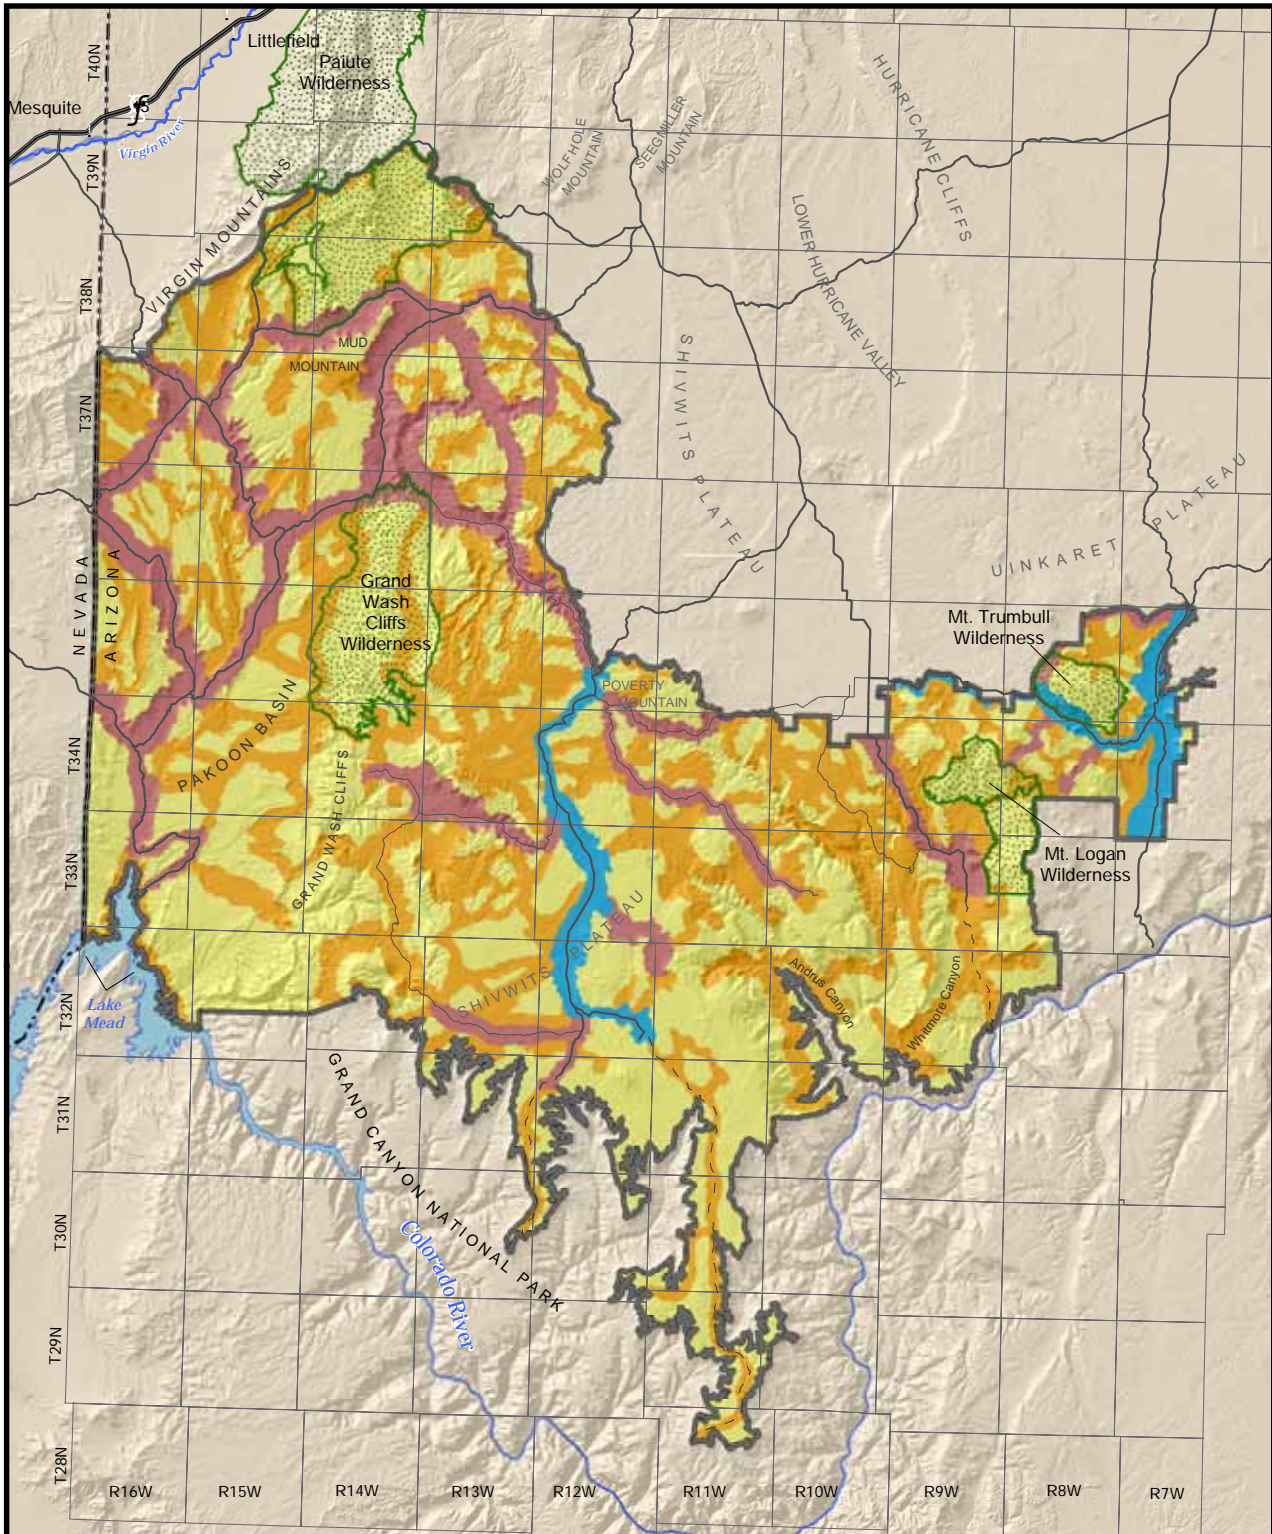 T40N
Littlefield
Paiute
Wilderness
Mesquite
5
Virgin River
T39N
VIRGIN MOUNTAINS
WOLF HOLE
MOUNTAIN
SEEGMILLER
MOUNTAIN
HURRICANE CLIFFS
LOWER HURRICANE VALLEY
T38N
MUD
MOUNTAIN
SHIVWITS PLATEAU
T37N
UINKARET PLATEAU
NEVADA
ARIZONA
Grand
Wash
Cliffs
Wilderness
Mt. Trumbull
Wilderness
POVERTY
MOUNTAIN
PAKOON BASIN
T34N
GRAND WASH CLIFFS
T33N
Mt. Logan
Wilderness
SHIVWITS PLATEAU
Andrus Canyon
Whitmore Canyon
Lake
Mead
T32N
GRAND CANYON NATIONAL PARK
T31N
Colorado River
T30N
T29N
T28N
R16W
R15W
R14W
R13W
R12W
R11W
R10W
R9W
R8W
R7W